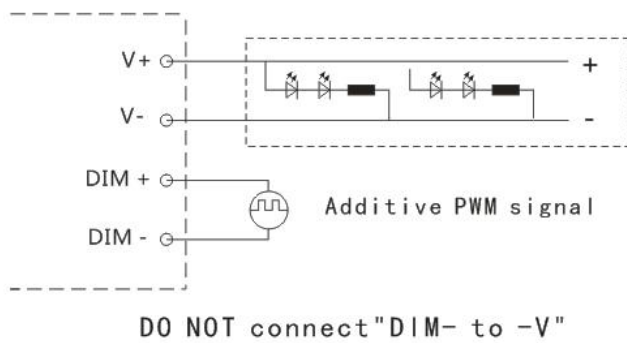 V+
+
V-
-
DIM +
Additive PWM signal
DIM -
DO NOT connect"DIM- to -V"